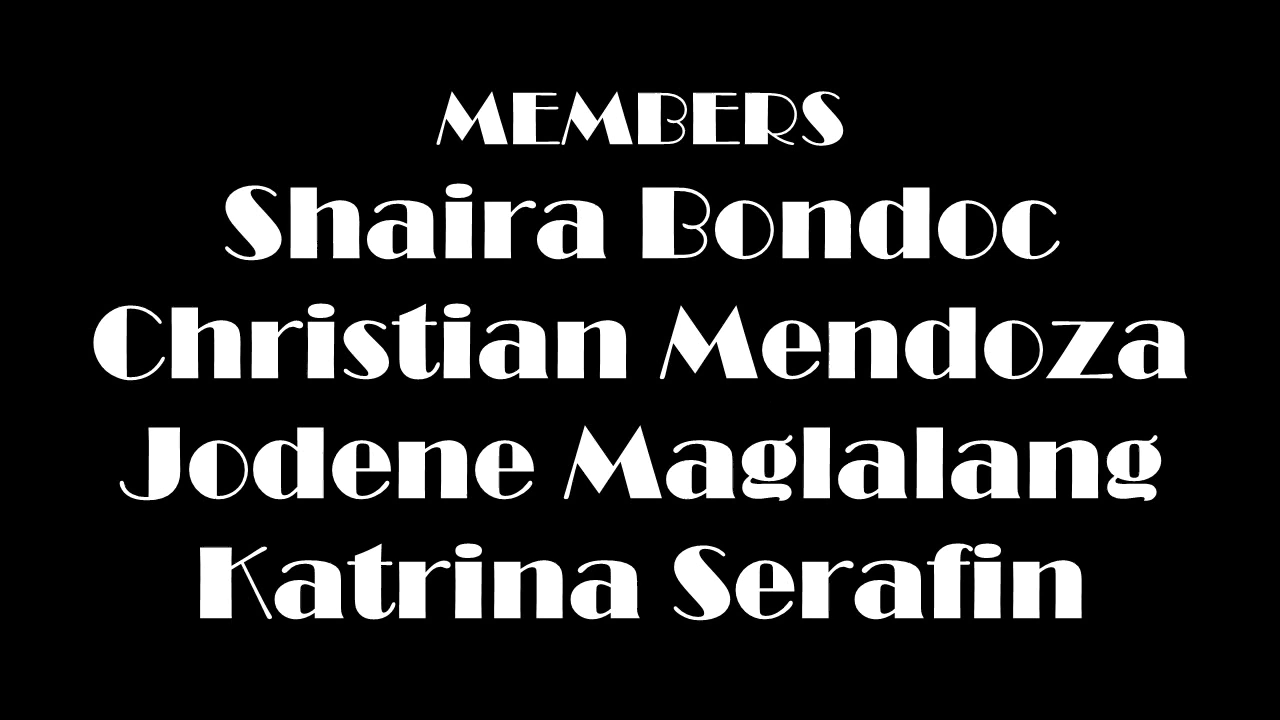 MEMBERS
Shaira Bondoc
Christian Mendoza
Jodene Maglalang
Katrina Serafin